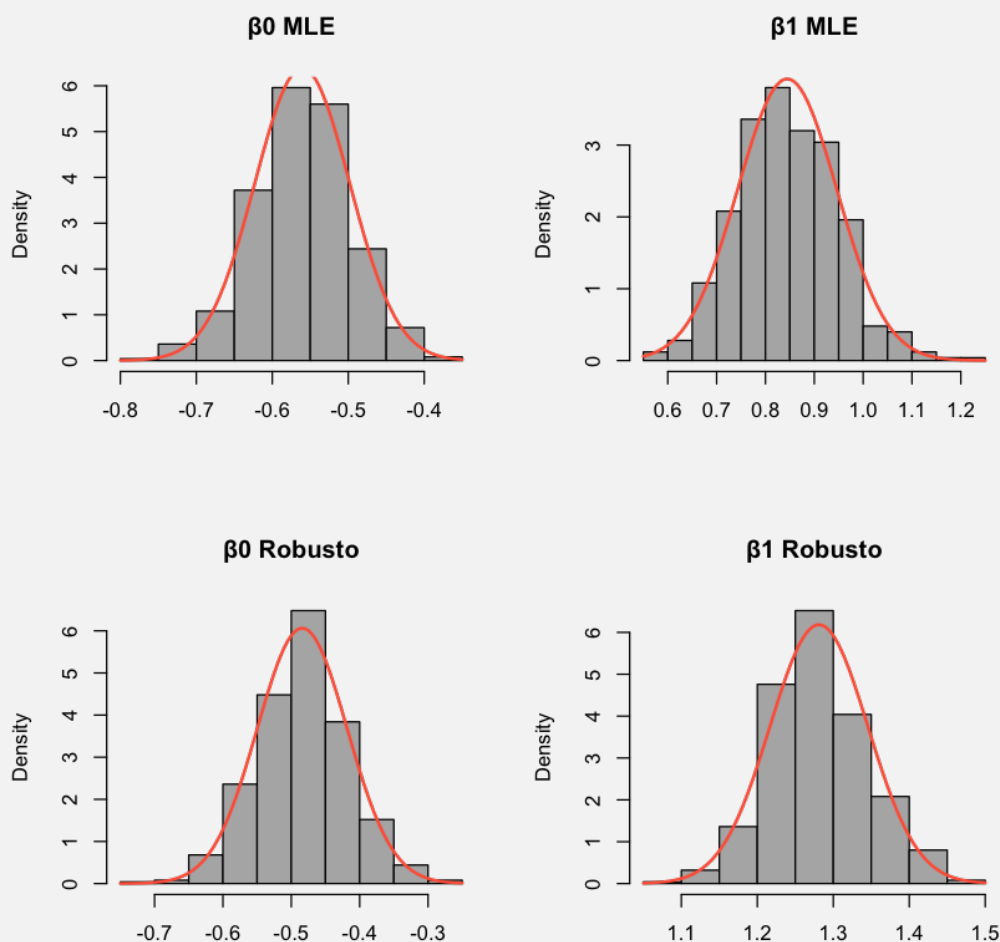 β0 MLE
Density
0 1 2 3 4 5 6
-0.8 -0.7 -0.6 -0.5 -0.4
β1 MLE
Density
0 1 2 3
0.6 0.7 0.8 0.9 1.0 1.1 1.2
β0 Robusto
Density
0 1 2 3 4 5 6
-0.7 -0.6 -0.5 -0.4 -0.3
β1 Robusto
Density
0 1 2 3 4 5 6
1.1 1.2 1.3 1.4 1.5